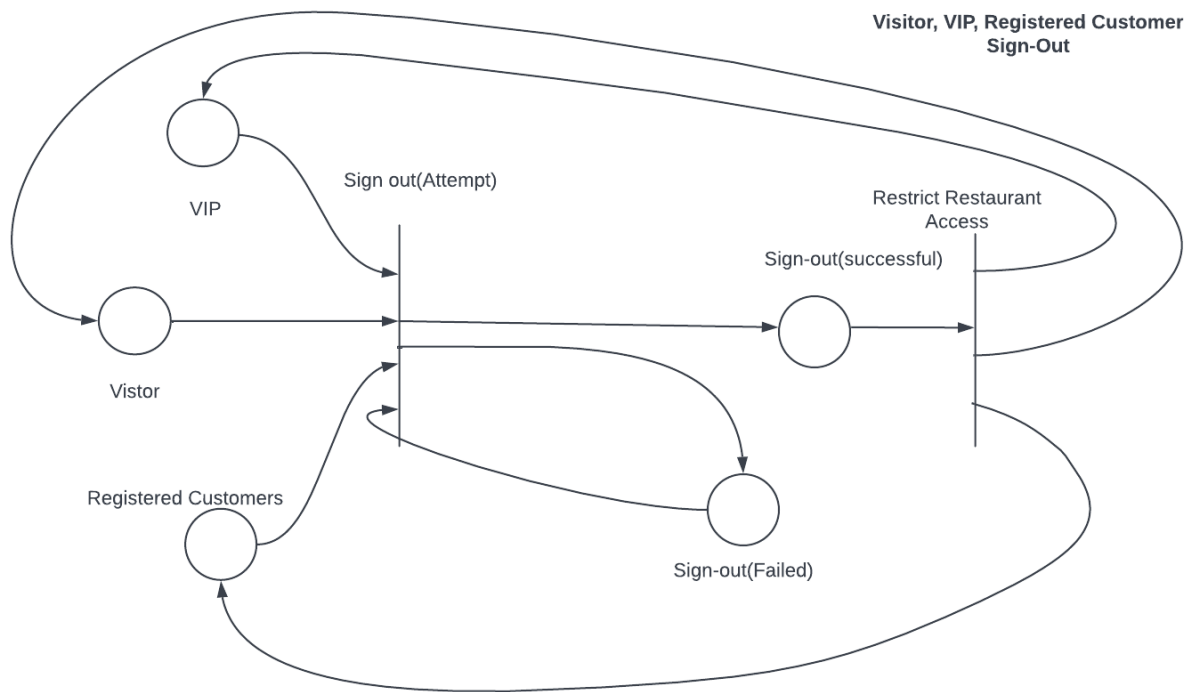 Visitor, VIP, Registered Customer
Sign-Out
Sign out(Attempt)
VIP
Restrict Restaurant
Access
Sign-out(successful)
Vistor
Registered Customers
Sign-out(Failed)